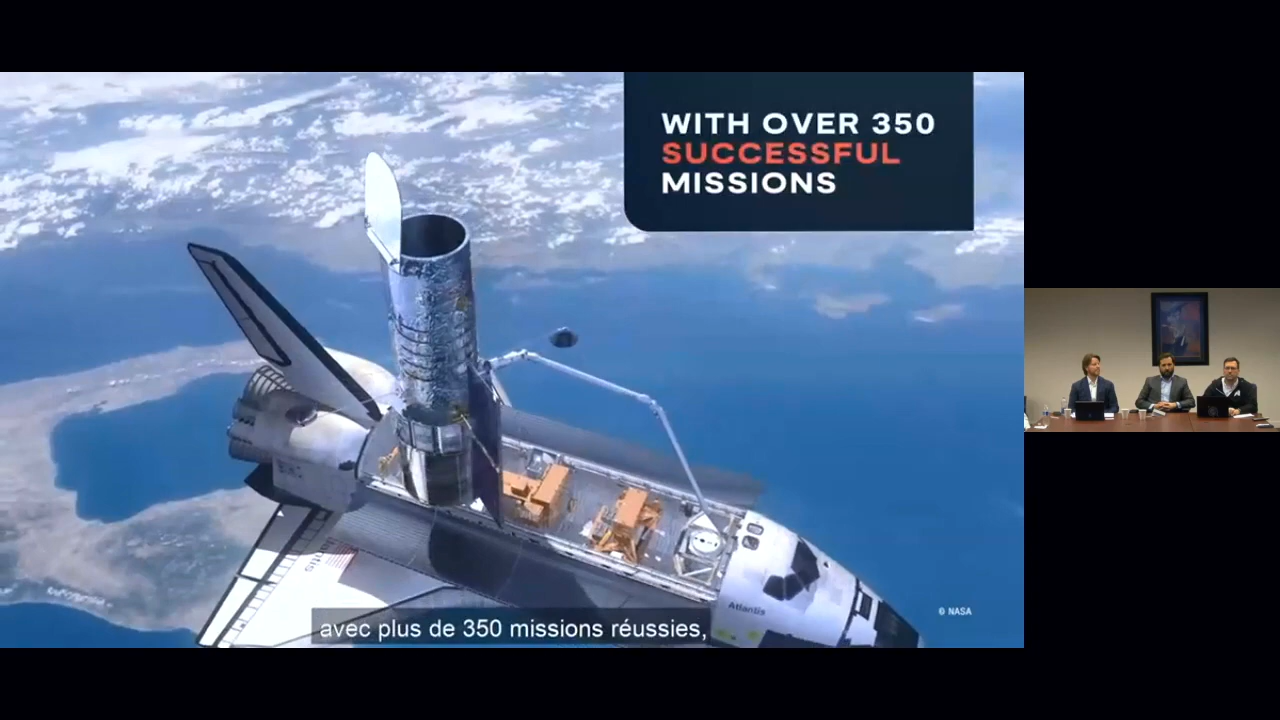 WITH OVER 350
SUCCESSFUL
MISSIONS
Atlantis
© NASA
avec plus de 350 missions réussies,